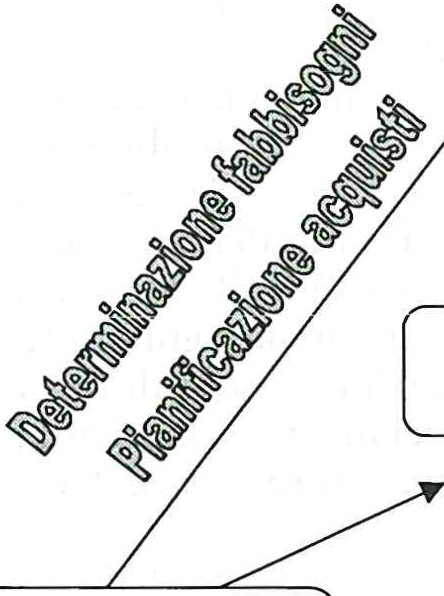 Determinazione fabbisogni
Pianificazione acquisti